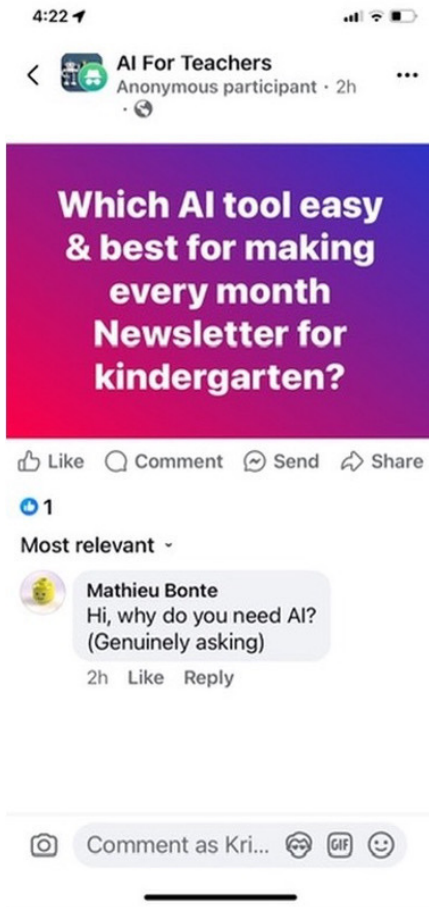 4:22
AI For Teachers
Anonymous participant · 2h
·
Which AI tool easy
& best for making
every month
Newsletter for
kindergarten?
Like Comment Send Share
1
Most relevant
Mathieu Bonte
Hi, why do you need AI?
(Genuinely asking)
2h Like Reply
Comment as Kri... GIF